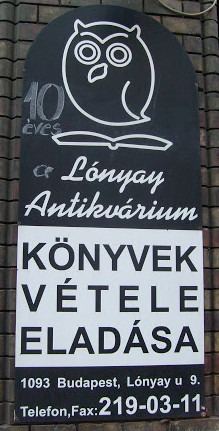 10
éves
a Lónyay
Antikvárium
KÖNYVEK
VÉTELE
ELADÁSA
1093 Budapest, Lónyay u 9.
Telefon,Fax:219-03-11